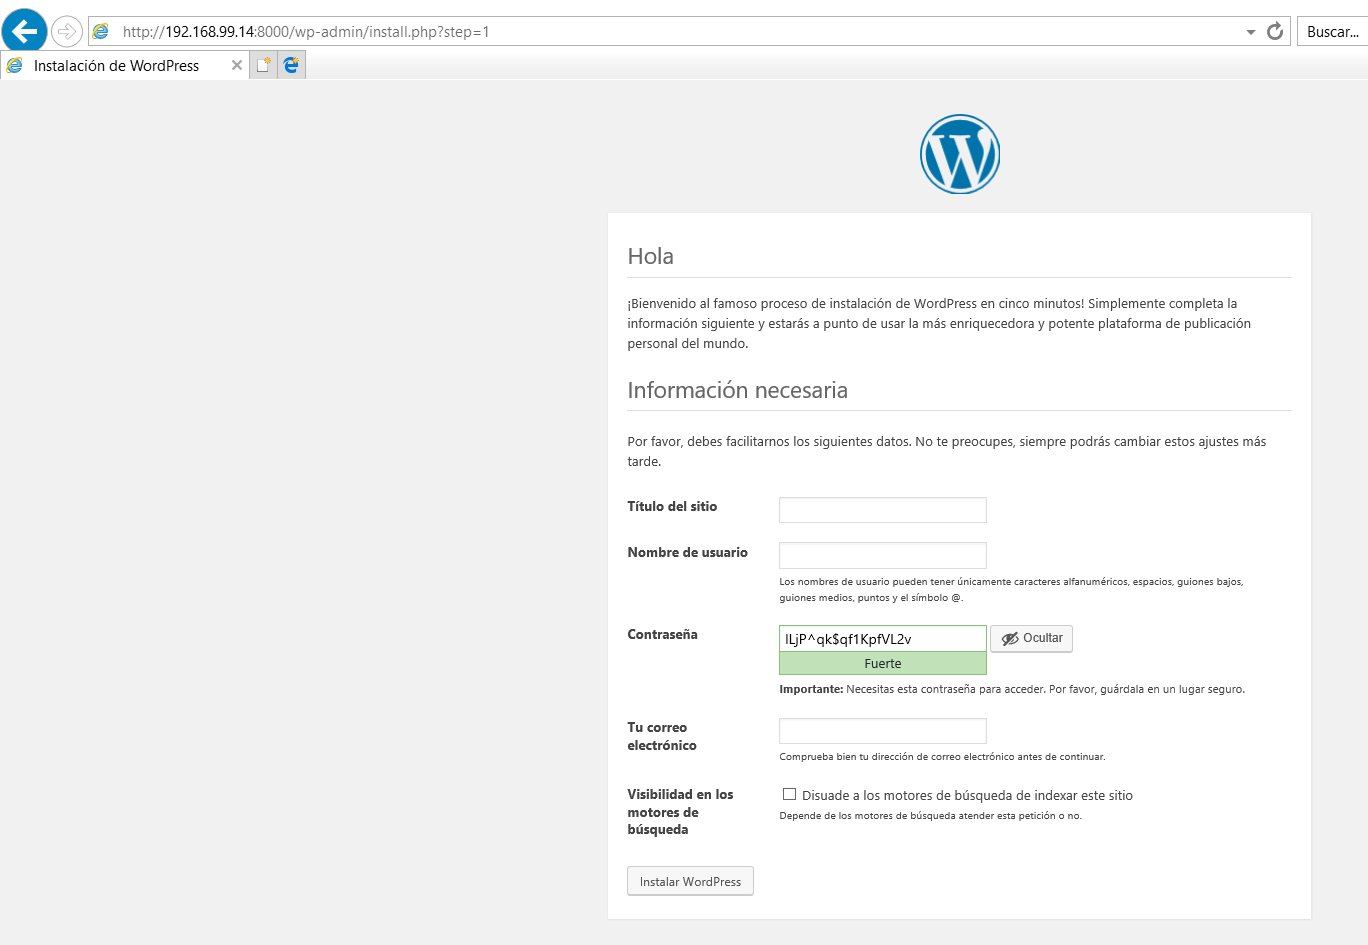 http://192.168.99.14:8000/wp-admin/install.php?step=1
Buscar...
Instalación de WordPress
Hola
¡Bienvenido al famoso proceso de instalación de WordPress en cinco minutos! Simplemente completa la
información siguiente y estarás a punto de usar la más enriquecedora y potente plataforma de publicación
personal del mundo.
Información necesaria
Por favor, debes facilitarnos los siguientes datos. No te preocupes, siempre podrás cambiar estos ajustes más
tarde.
Título del sitio
Nombre de usuario
Los nombres de usuario pueden tener únicamente caracteres alfanuméricos, espacios, guiones bajos,
guiones medios, puntos y el símbolo @.
Contraseña
lLjP^qk$qf1KpfVL2v
Ocultar
Fuerte
Importante: Necesitas esta contraseña para acceder. Por favor, guárdala en un lugar seguro.
Tu correo
electrónico
Comprueba bien tu dirección de correo electrónico antes de continuar.
Visibilidad en los
motores de
búsqueda
Disuade a los motores de búsqueda de indexar este sitio
Depende de los motores de búsqueda atender esta petición o no.
Instalar WordPress